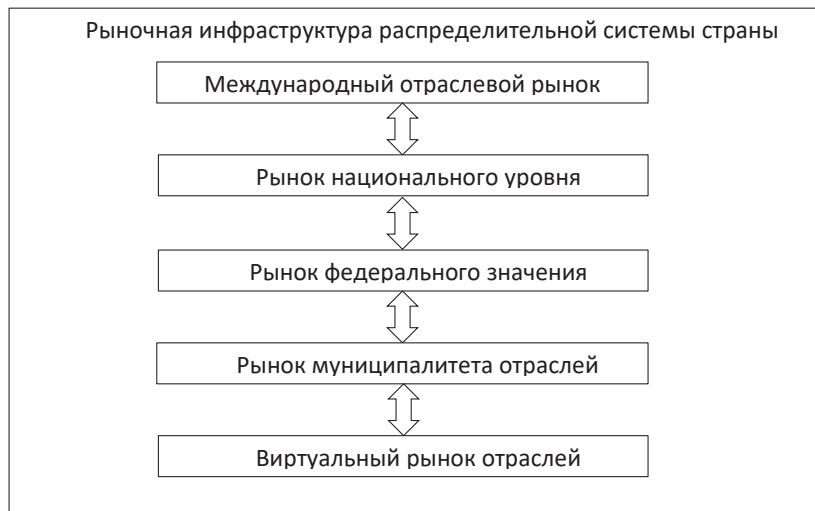 Рыночная инфраструктура распределительной системы страны
Международный отраслевой рынок
Рынок национального уровня
Рынок федерального значения
Рынок муниципалитета отраслей
Виртуальный рынок отраслей